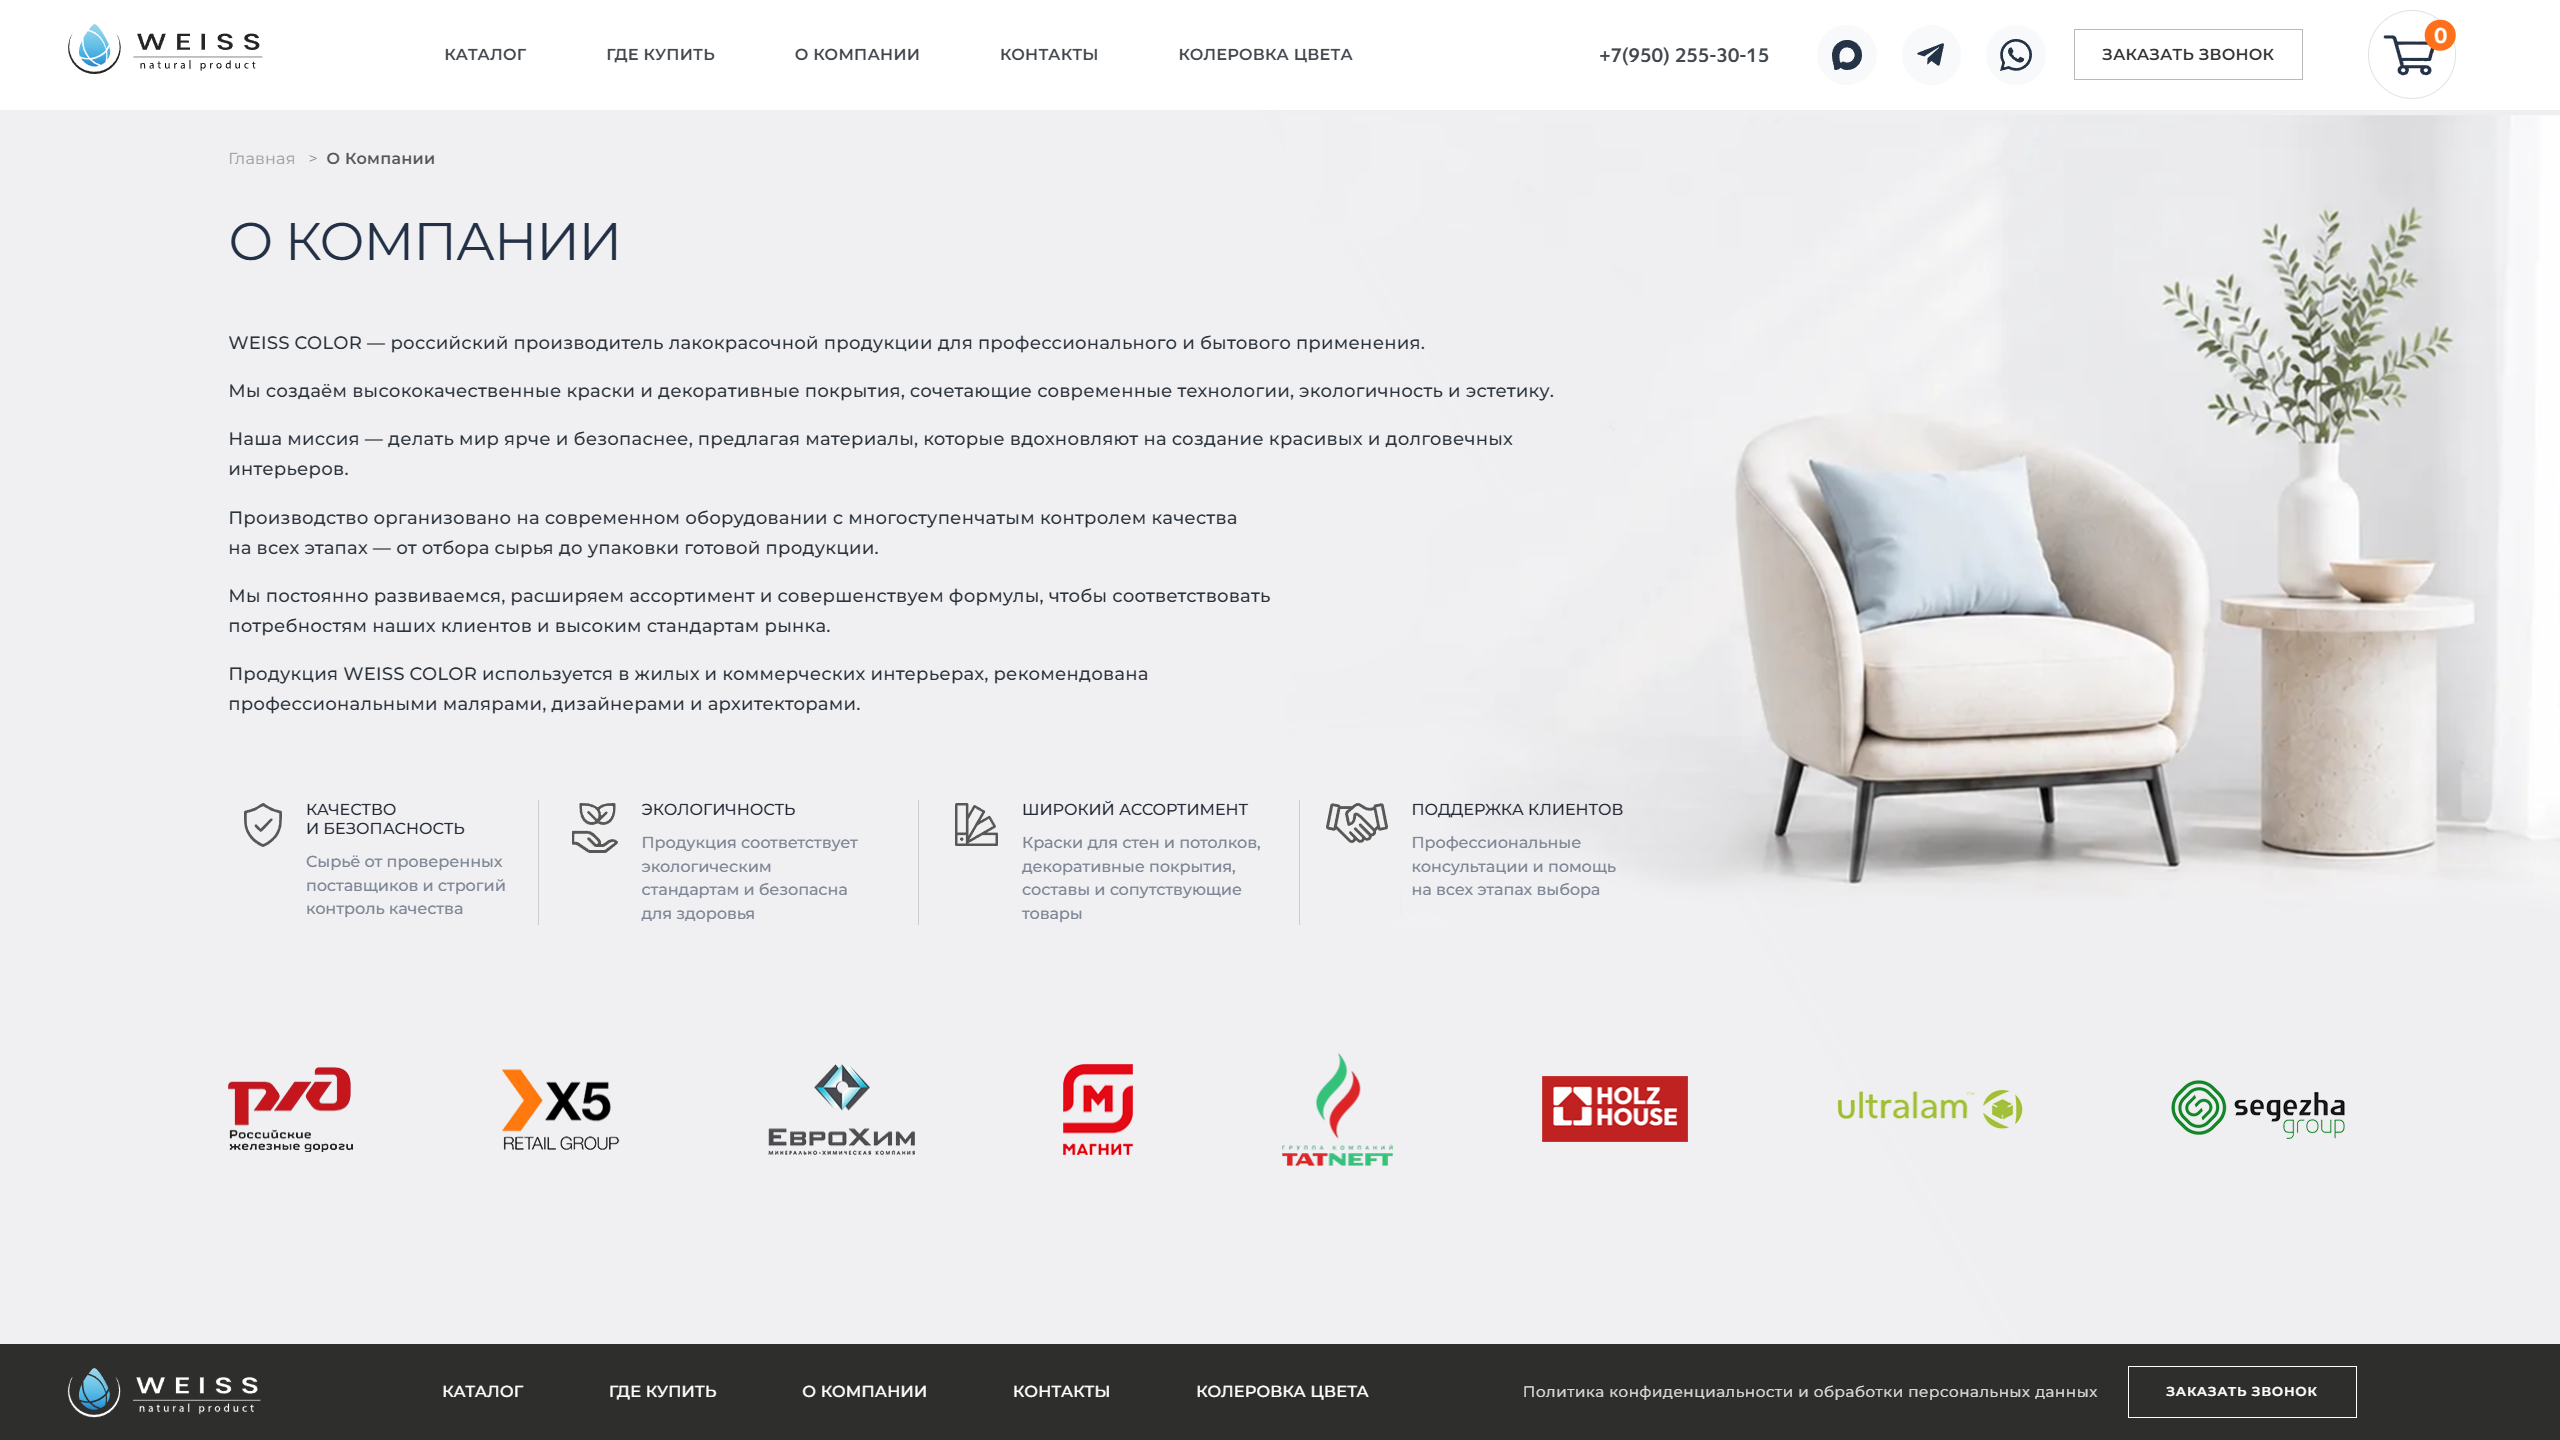 WEISS
natural product
КАТАЛОГ
ГДЕ КУПИТЬ
О КОМПАНИИ
КОНТАКТЫ
КОЛЕРОВКА ЦВЕТА
+7(950) 255-30-15
ЗАКАЗАТЬ ЗВОНОК
0
Главная > О Компании
О КОМПАНИИ
WEISS COLOR — российский производитель лакокрасочной продукции для профессионального и бытового применения.
Мы создаём высококачественные краски и декоративные покрытия, сочетающие современные технологии, экологичность и эстетику.
Наша миссия — делать мир ярче и безопаснее, предлагая материалы, которые вдохновляют на создание красивых и долговечных
интерьеров.
Производство организовано на современном оборудовании с многоступенчатым контролем качества
на всех этапах — от отбора сырья до упаковки готовой продукции.
Мы постоянно развиваемся, расширяем ассортимент и совершенствуем формулы, чтобы соответствовать
потребностям наших клиентов и высоким стандартам рынка.
Продукция WEISS COLOR используется в жилых и коммерческих интерьерах, рекомендована
профессиональными малярами, дизайнерами и архитекторами.
КАЧЕСТВО
И БЕЗОПАСНОСТЬ
Сырьё от проверенных
поставщиков и строгий
контроль качества
ЭКОЛОГИЧНОСТЬ
Продукция соответствует
экологическим
стандартам и безопасна
для здоровья
ШИРОКИЙ АССОРТИМЕНТ
Краски для стен и потолков,
декоративные покрытия,
составы и сопутствующие
товары
ПОДДЕРЖКА КЛИЕНТОВ
Профессиональные
консультации и помощь
на всех этапах выбора
ржд
Российские
железные дороги
X5
RETAIL GROUP
ЕвроХим
МИНЕРАЛЬНО-ХИМИЧЕСКАЯ КОМПАНИЯ
М
МАГНИТ
ГРУППА КОМПАНИЙ
TATNEFT
HOLZ
HOUSE
ultralam
segezha
group
WEISS
natural product
КАТАЛОГ
ГДЕ КУПИТЬ
О КОМПАНИИ
КОНТАКТЫ
КОЛЕРОВКА ЦВЕТА
Политика конфиденциальности и обработки персональных данных
ЗАКАЗАТЬ ЗВОНОК